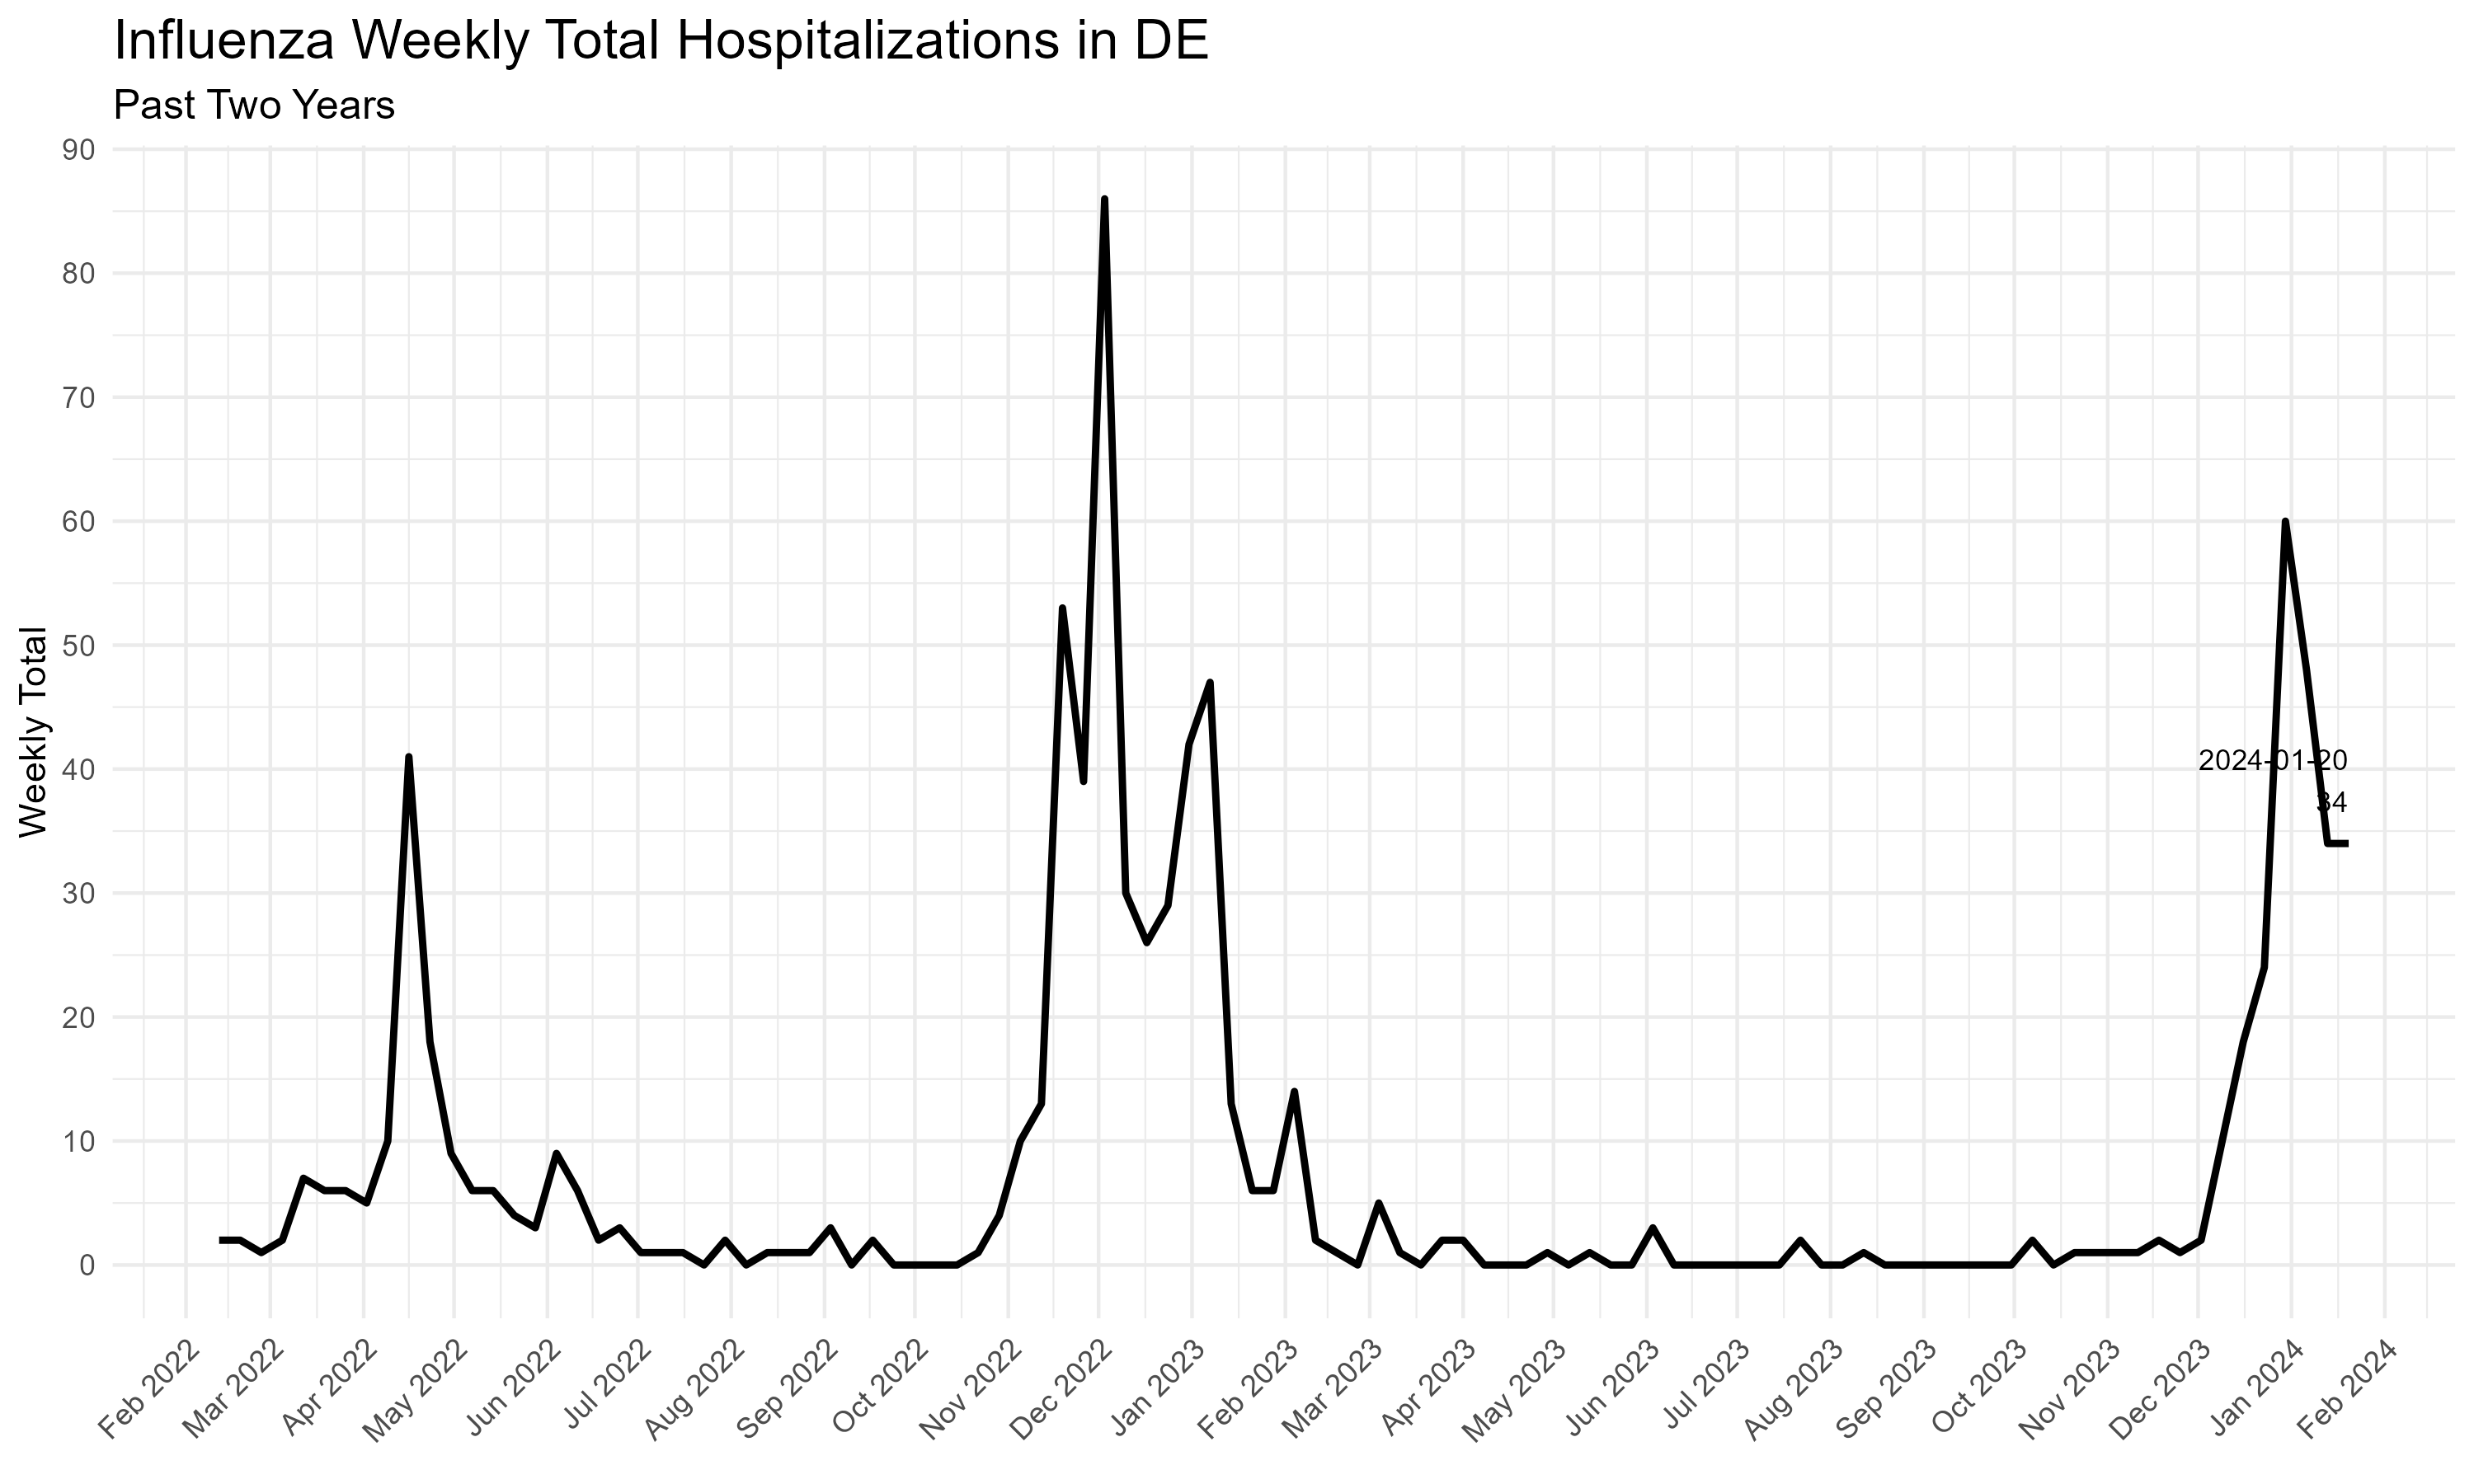 Influenza Weekly Total Hospitalizations in DE
Past Two Years
Weekly Total
90
80
70
60
50
40
30
20
10
0
2024-01-20
34
Feb 2022
Mar 2022
Apr 2022
May 2022
Jun 2022
Jul 2022
Aug 2022
Sep 2022
Oct 2022
Nov 2022
Dec 2022
Jan 2023
Feb 2023
Mar 2023
Apr 2023
May 2023
Jun 2023
Jul 2023
Aug 2023
Sep 2023
Oct 2023
Nov 2023
Dec 2023
Jan 2024
Feb 2024